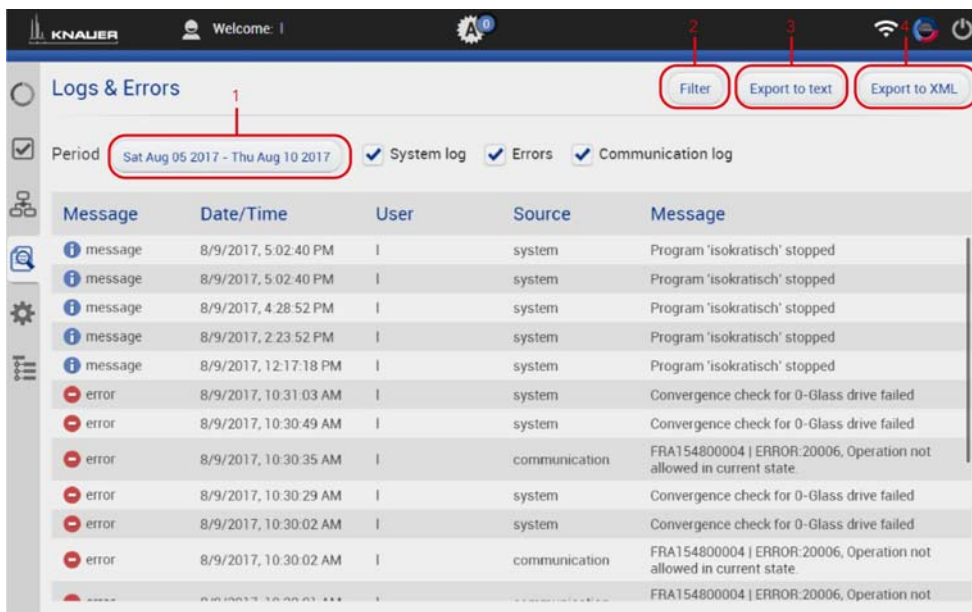 KNAUER Welcome: l A 0 2 3 4
Logs & Errors 1 Filter Export to text Export to XML
Period Sat Aug 05 2017 - Thu Aug 10 2017 System log Errors Communication log
Message Date/Time User Source Message
message 8/9/2017, 5:02:40 PM l system Program 'isokratisch' stopped
message 8/9/2017, 5:02:40 PM l system Program 'isokratisch' stopped
message 8/9/2017, 4:28:52 PM l system Program 'isokratisch' stopped
message 8/9/2017, 2:23:52 PM l system Program 'isokratisch' stopped
message 8/9/2017, 12:17:18 PM l system Program 'isokratisch' stopped
error 8/9/2017, 10:31:03 AM l system Convergence check for 0-Glass drive failed
error 8/9/2017, 10:30:49 AM l system Convergence check for 0-Glass drive failed
error 8/9/2017, 10:30:35 AM l communication FRA154800004 | ERROR:20006, Operation not
allowed in current state.
error 8/9/2017, 10:30:29 AM l system Convergence check for 0-Glass drive failed
error 8/9/2017, 10:30:02 AM l system Convergence check for 0-Glass drive failed
error 8/9/2017, 10:30:02 AM l communication FRA154800004 | ERROR:20006, Operation not
allowed in current state.
FRA154800004 | ERROR:20006, Operation not